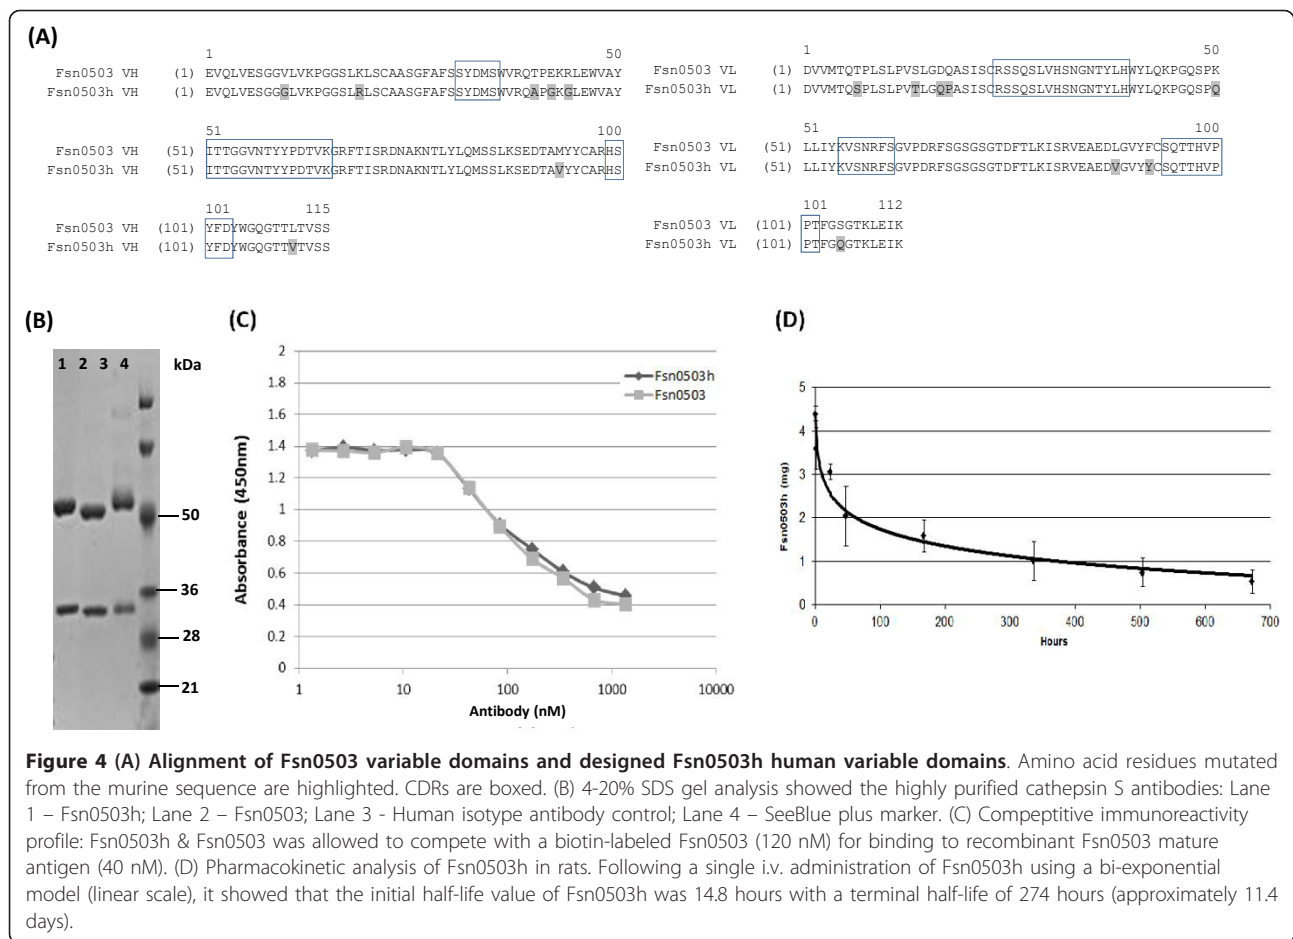 (A)
1 50
Fsn0503 VH (1) EVQLVESGGVLVKPGGSLKLSCAASGFAFSSYDMSWVRQTPEKRLEWVAY
Fsn0503h VH (1) EVQLVESGGGLVKPGGSLRLSCAASGFAFSSYDMSWVRQAPGKGLEWVAY
51 100
Fsn0503 VH (51) ITTGGVNTYYPDTVKGRFTISRDNAKNTLYLQMSSLKSEDTAMYYCARHS
Fsn0503h VH (51) ITTGGVNTYYPDTVKGRFTISRDNAKNTLYLQMSSLKSEDTAVYYCARHS
101 115
Fsn0503 VH (101) YFDYWGQGTTLTVSS
Fsn0503h VH (101) YFDYWGQGTTVTVSS
1 50
Fsn0503 VL (1) DVVMTQTPLSLPVSLGDQASISCRSSQSLVHSNGNTYLHWYLQKPGQSPK
Fsn0503h VL (1) DVVMTQSPLSLPVTLGQPASISCRSSQSLVHSNGNTYLHWYLQKPGQSPQ
51 100
Fsn0503 VL (51) LLIYKVSNRFSGVPDRFSGSGSGTDFTLKISRVEAEDLGVYFCSQTTHVP
Fsn0503h VL (51) LLIYKVSNRFSGVPDRFSGSGSGTDFTLKISRVEAEDVGVYYCSQTTHVP
101 112
Fsn0503 VL (101) PTFGSGTKLEIK
Fsn0503h VL (101) PTFGQGTKLEIK
(B)
1 2 3 4 kDa
50
36
28
21
(C)
2
1.8
1.6
1.4
1.2
1
0.8
0.6
0.4
0.2
0
Absorbance (450nm)
Fsn0503h
Fsn0503
1 10 100 1000 10000
Antibody (nM)
(D)
5
4
3
2
1
0
Fsn0503h (mg)
0 100 200 300 400 500 600 700
Hours
Figure 4 (A) Alignment of Fsn0503 variable domains and designed Fsn0503h human variable domains. Amino acid residues mutated
from the murine sequence are highlighted. CDRs are boxed. (B) 4-20% SDS gel analysis showed the highly purified cathepsin S antibodies: Lane
1 – Fsn0503h; Lane 2 – Fsn0503; Lane 3 - Human isotype antibody control; Lane 4 – SeeBlue plus marker. (C) Compeptitive immunoreactivity
profile: Fsn0503h & Fsn0503 was allowed to compete with a biotin-labeled Fsn0503 (120 nM) for binding to recombinant Fsn0503 mature
antigen (40 nM). (D) Pharmacokinetic analysis of Fsn0503h in rats. Following a single i.v. administration of Fsn0503h using a bi-exponential
model (linear scale), it showed that the initial half-life value of Fsn0503h was 14.8 hours with a terminal half-life of 274 hours (approximately 11.4
days).